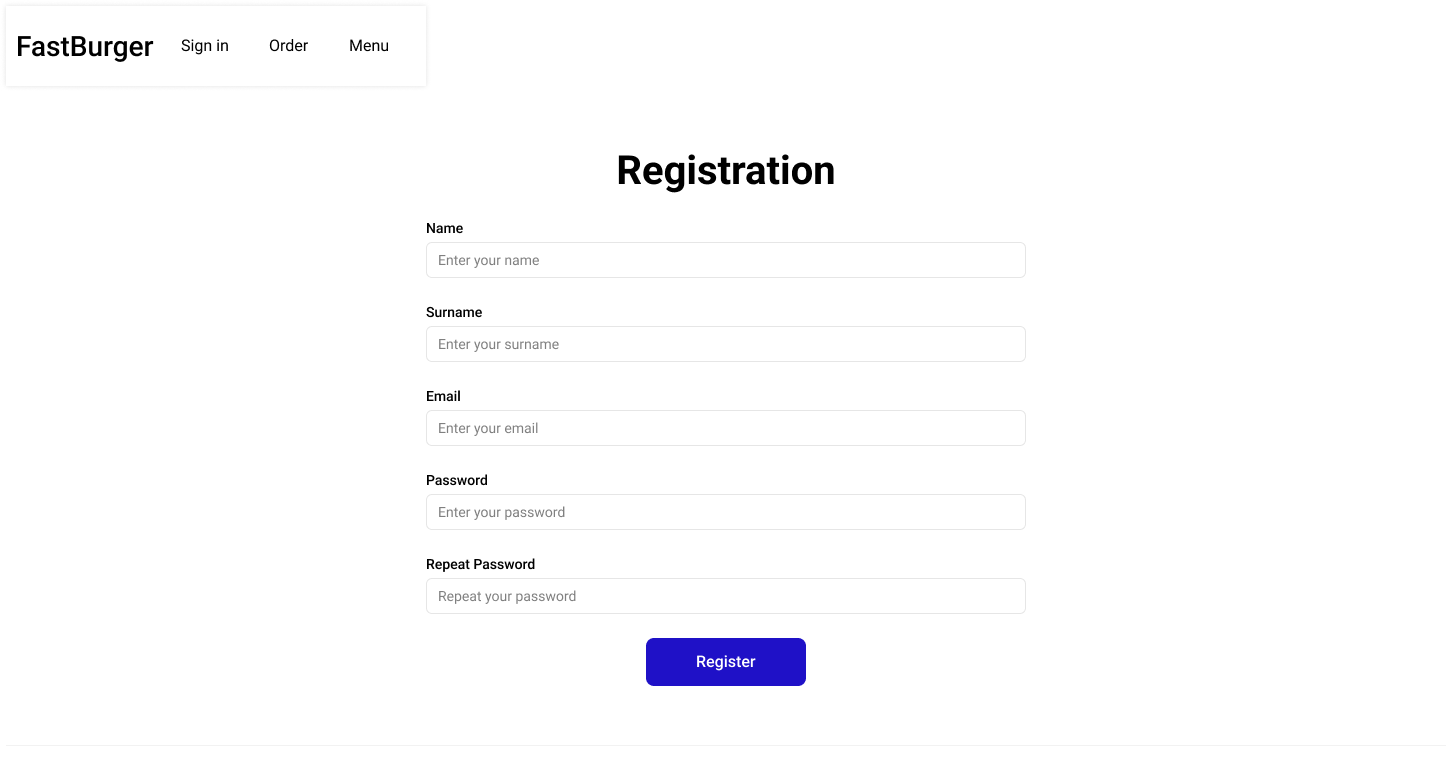 FastBurger Sign in Order Menu
Registration
Name
Enter your name
Surname
Enter your surname
Email
Enter your email
Password
Enter your password
Repeat Password
Repeat your password
Register